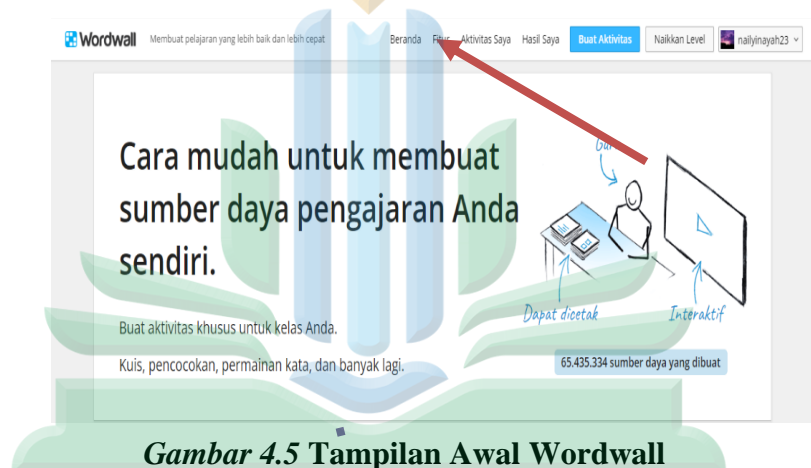 Wordwall Membuat pelajaran yang lebih baik dan lebih cepat Beranda Fitur Aktivitas Saya Hasil Saya Buat Aktivitas Naikkan Level nailyinayah23
Cara mudah untuk membuat
sumber daya pengajaran Anda
sendiri.
Buat aktivitas khusus untuk kelas Anda.
Kuis, pencocokan, permainan kata, dan banyak lagi.
Dapat dicetak
Interaktif
65.435.334 sumber daya yang dibuat
Gambar 4.5 Tampilan Awal Wordwall